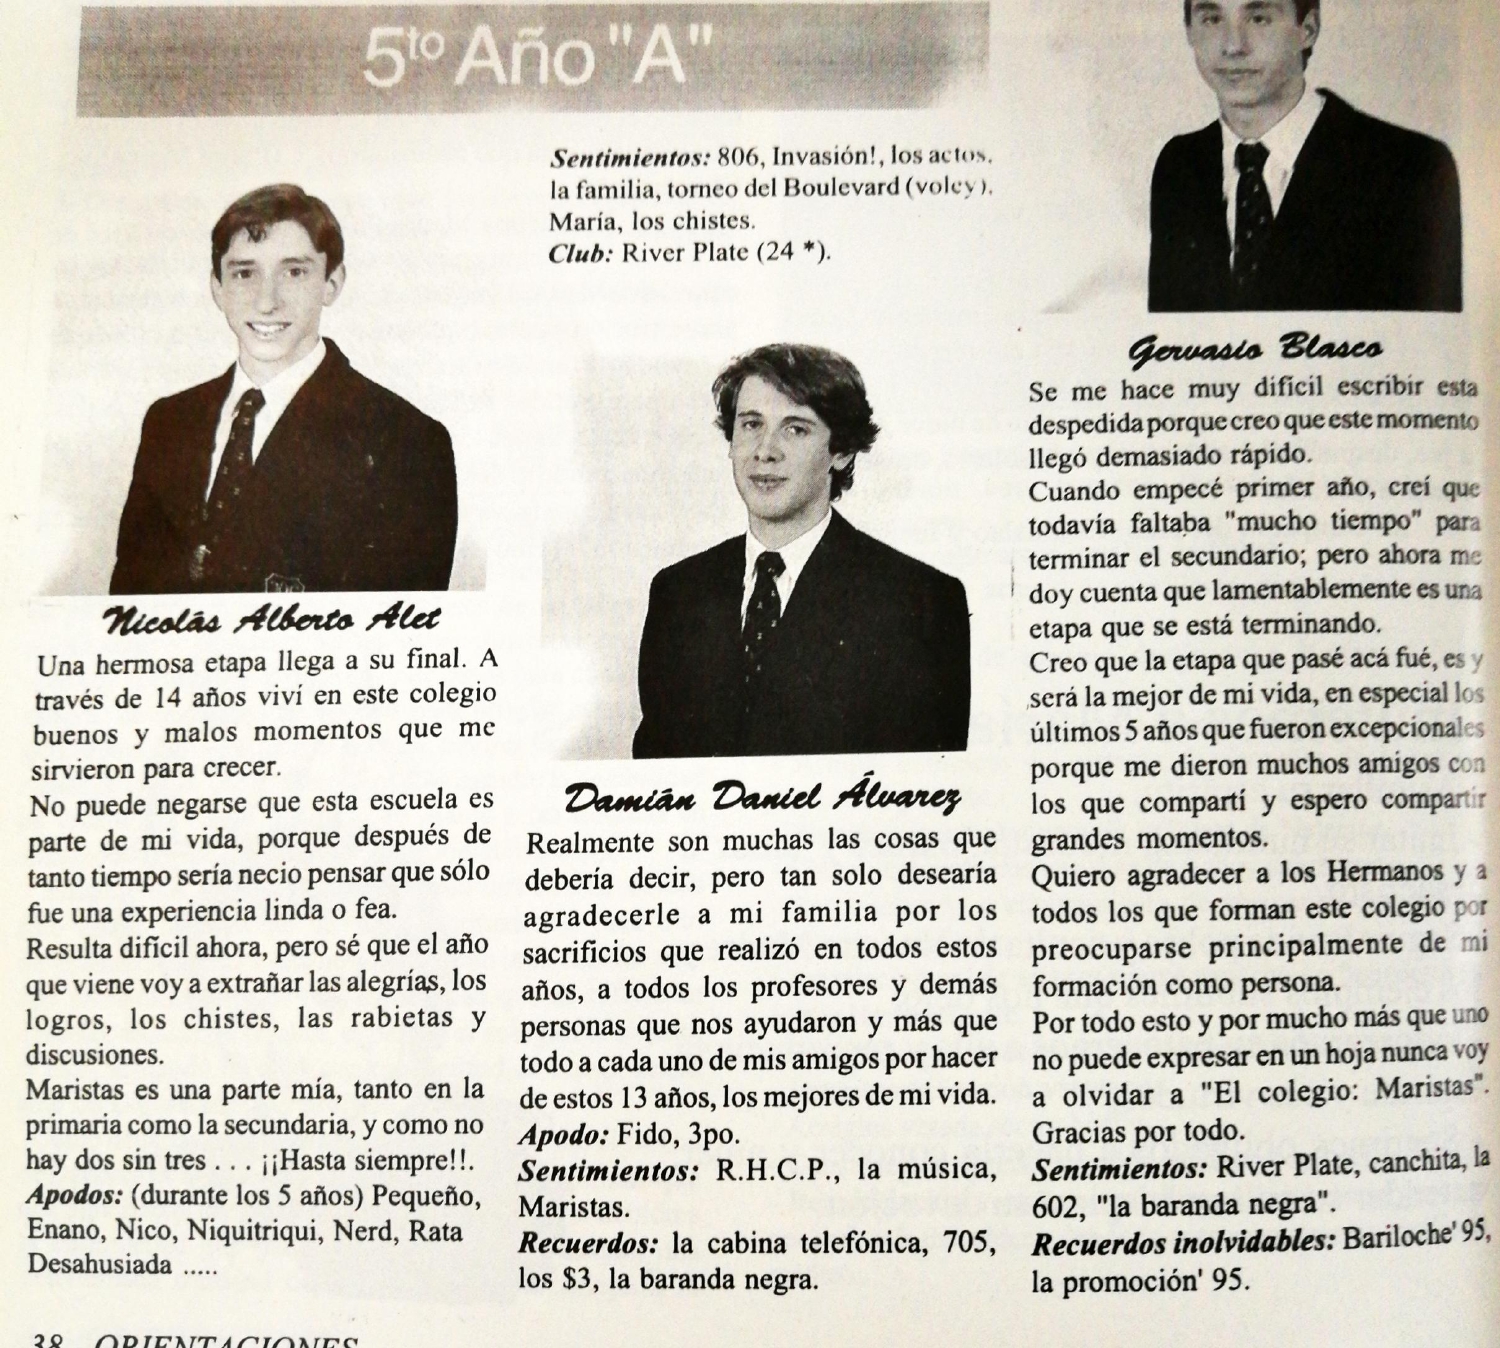 5to Año "A"
Nicolás Alberto Alet
Una hermosa etapa llega a su final. A
través de 14 años viví en este colegio
buenos y malos momentos que me
sirvieron para crecer.
No puede negarse que esta escuela es
parte de mi vida, porque después de
tanto tiempo sería necio pensar que sólo
fue una experiencia linda o fea.
Resulta difícil ahora, pero sé que el año
que viene voy a extrañar las alegrías, los
logros, los chistes, las rabietas y
discusiones.
Maristas es una parte mía, tanto en la
primaria como la secundaria, y como no
hay dos sin tres . . . ¡¡Hasta siempre!!.
Apodos: (durante los 5 años) Pequeño,
Enano, Nico, Niquitriqui, Nerd, Rata
Desahusiada .....
Sentimientos: 806, Invasión!, los actos,
la familia, torneo del Boulevard (voley),
María, los chistes.
Club: River Plate (24 *).
Damián Daniel Álvarez
Realmente son muchas las cosas que
debería decir, pero tan solo desearía
agradecerle a mi familia por los
sacrificios que realizó en todos estos
años, a todos los profesores y demás
personas que nos ayudaron y más que
todo a cada uno de mis amigos por hacer
de estos 13 años, los mejores de mi vida.
Apodo: Fido, 3po.
Sentimientos: R.H.C.P., la música,
Maristas.
Recuerdos: la cabina telefónica, 705,
los $3, la baranda negra.
Gervasio Blasco
Se me hace muy difícil escribir esta
despedida porque creo que este momento
llegó demasiado rápido.
Cuando empecé primer año, creí que
todavía faltaba "mucho tiempo" para
terminar el secundario; pero ahora me
doy cuenta que lamentablemente es una
etapa que se está terminando.
Creo que la etapa que pasé acá fué, es y
será la mejor de mi vida, en especial los
últimos 5 años que fueron excepcionales
porque me dieron muchos amigos con
los que compartí y espero compartir
grandes momentos.
Quiero agradecer a los Hermanos y a
todos los que forman este colegio por
preocuparse principalmente de mi
formación como persona.
Por todo esto y por mucho más que uno
no puede expresar en un hoja nunca voy
a olvidar a "El colegio: Maristas".
Gracias por todo.
Sentimientos: River Plate, canchita, la
602, "la baranda negra".
Recuerdos inolvidables: Bariloche' 95,
la promoción' 95.
38 ORIENTACIONES